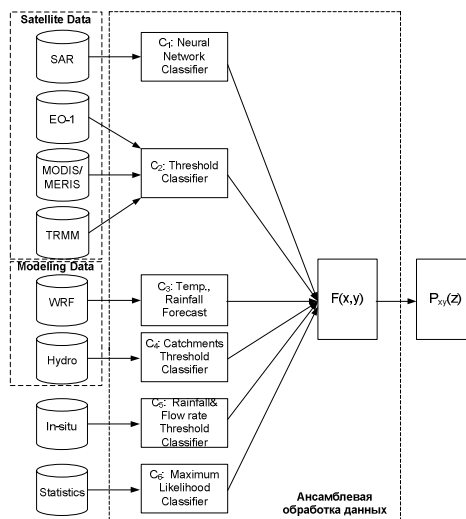 Satellite Data
SAR
EO-1
MODIS/
MERIS
TRMM
Modeling Data
WRF
Hydro
In-situ
Statistics
C1: Neural
Network
Classifier
C2: Threshold
Classifier
C3: Temp.,
Rainfall
Forecast
C4: Catchments
Threshold
Classifier
C5: Rainfall&
Flow rate
Threshold
Classifier
C6: Maximum
Likelihood
Classifier
F(x,y)
Pxy(z)
Ансамблевая
обработка данных